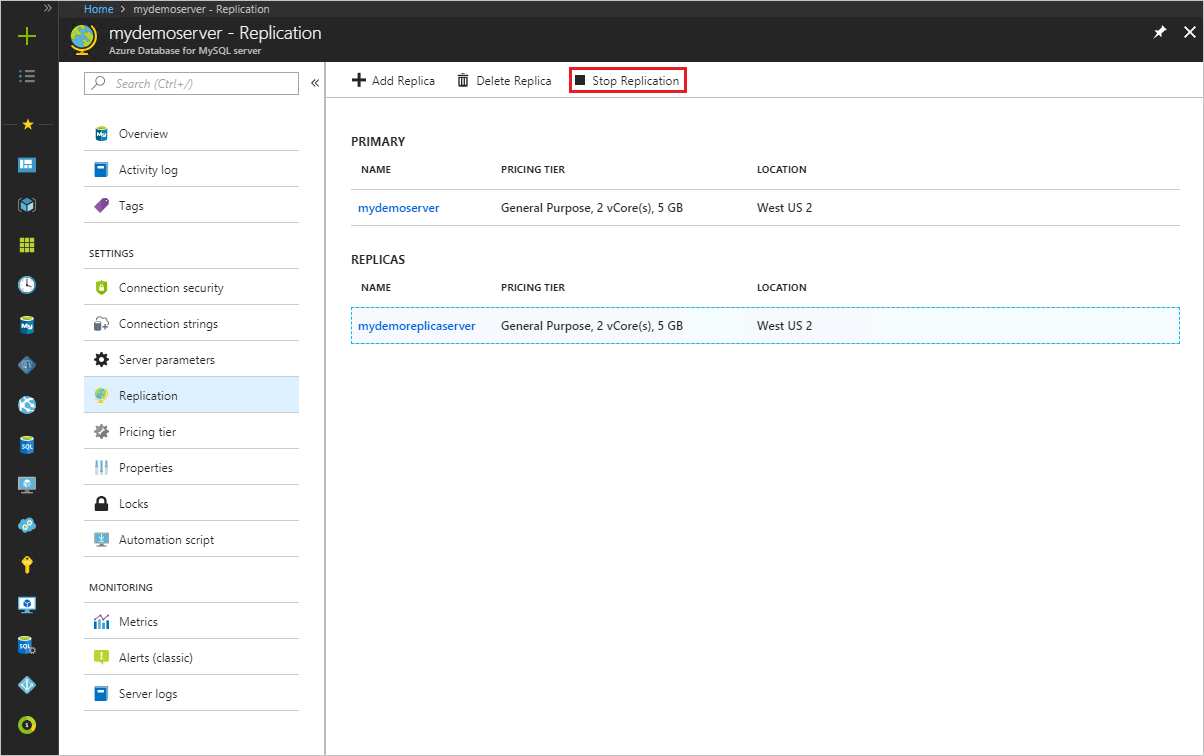 Home > mydemoserver - Replication
mydemoserver - Replication
Azure Database for MySQL server
Search (Ctrl+/)
Overview
Activity log
Tags
SETTINGS
Connection security
Connection strings
Server parameters
Replication
Pricing tier
Properties
Locks
Automation script
MONITORING
Metrics
Alerts (classic)
Server logs
Add Replica Delete Replica Stop Replication
PRIMARY
NAME PRICING TIER LOCATION
mydemoserver General Purpose, 2 vCore(s), 5 GB West US 2
REPLICAS
NAME PRICING TIER LOCATION
mydemoreplicaserver General Purpose, 2 vCore(s), 5 GB West US 2
My
SQL
SQL